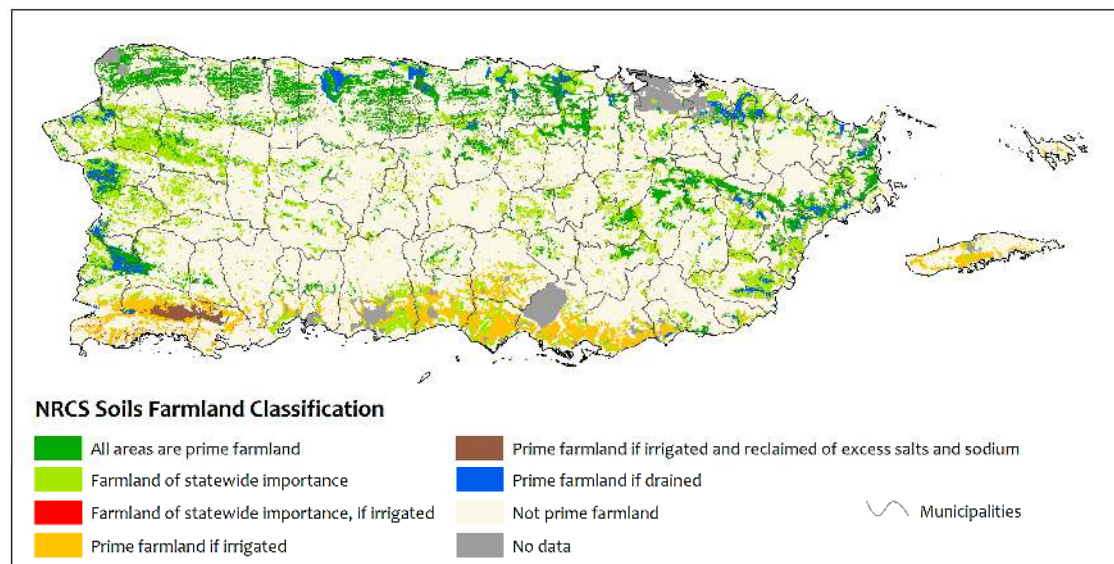 NRCS Soils Farmland Classification
All areas are prime farmland
Farmland of statewide importance
Farmland of statewide importance, if irrigated
Prime farmland if irrigated
Prime farmland if irrigated and reclaimed of excess salts and sodium
Prime farmland if drained
Not prime farmland
No data
Municipalities